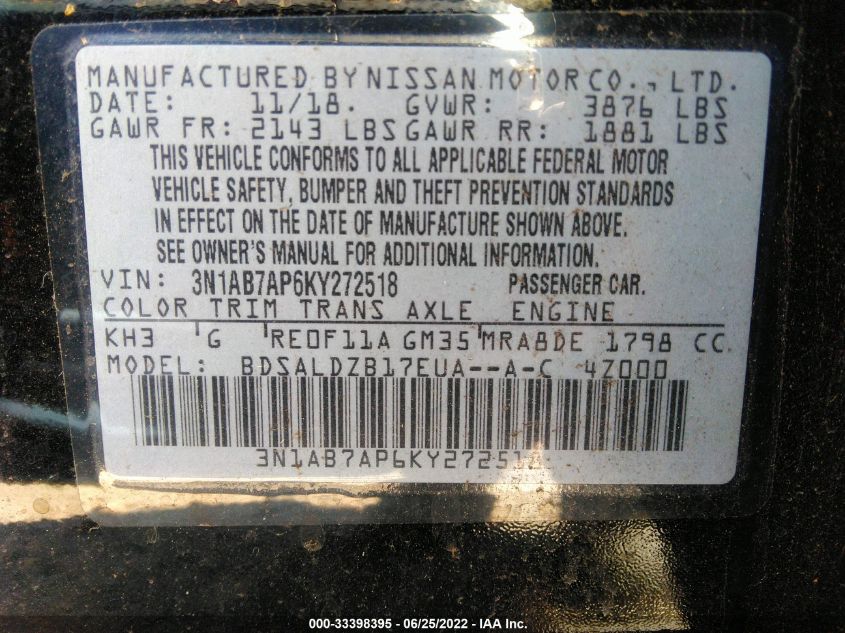 MANUFACTURED BY NISSAN MOTOR CO., LTD.
DATE: 11/18. GVWR: 3876 LBS
GAWR FR: 2143 LBS GAWR RR: 1881 LBS
THIS VEHICLE CONFORMS TO ALL APPLICABLE FEDERAL MOTOR
VEHICLE SAFETY, BUMPER AND THEFT PREVENTION STANDARDS
IN EFFECT ON THE DATE OF MANUFACTURE SHOWN ABOVE.
SEE OWNER'S MANUAL FOR ADDITIONAL INFORMATION.
VIN: 3N1AB7AP6KY272518 PASSENGER CAR.
COLOR TRIM TRANS AXLE ENGINE
KH3 G RE0F11A GM35 MRA8DE 1798 CC
MODEL: BDSALDZB17EUA--A-C 4Z000
3N1AB7AP6KY27251
000-33398395 - 06/25/2022 - © IAA, Inc.